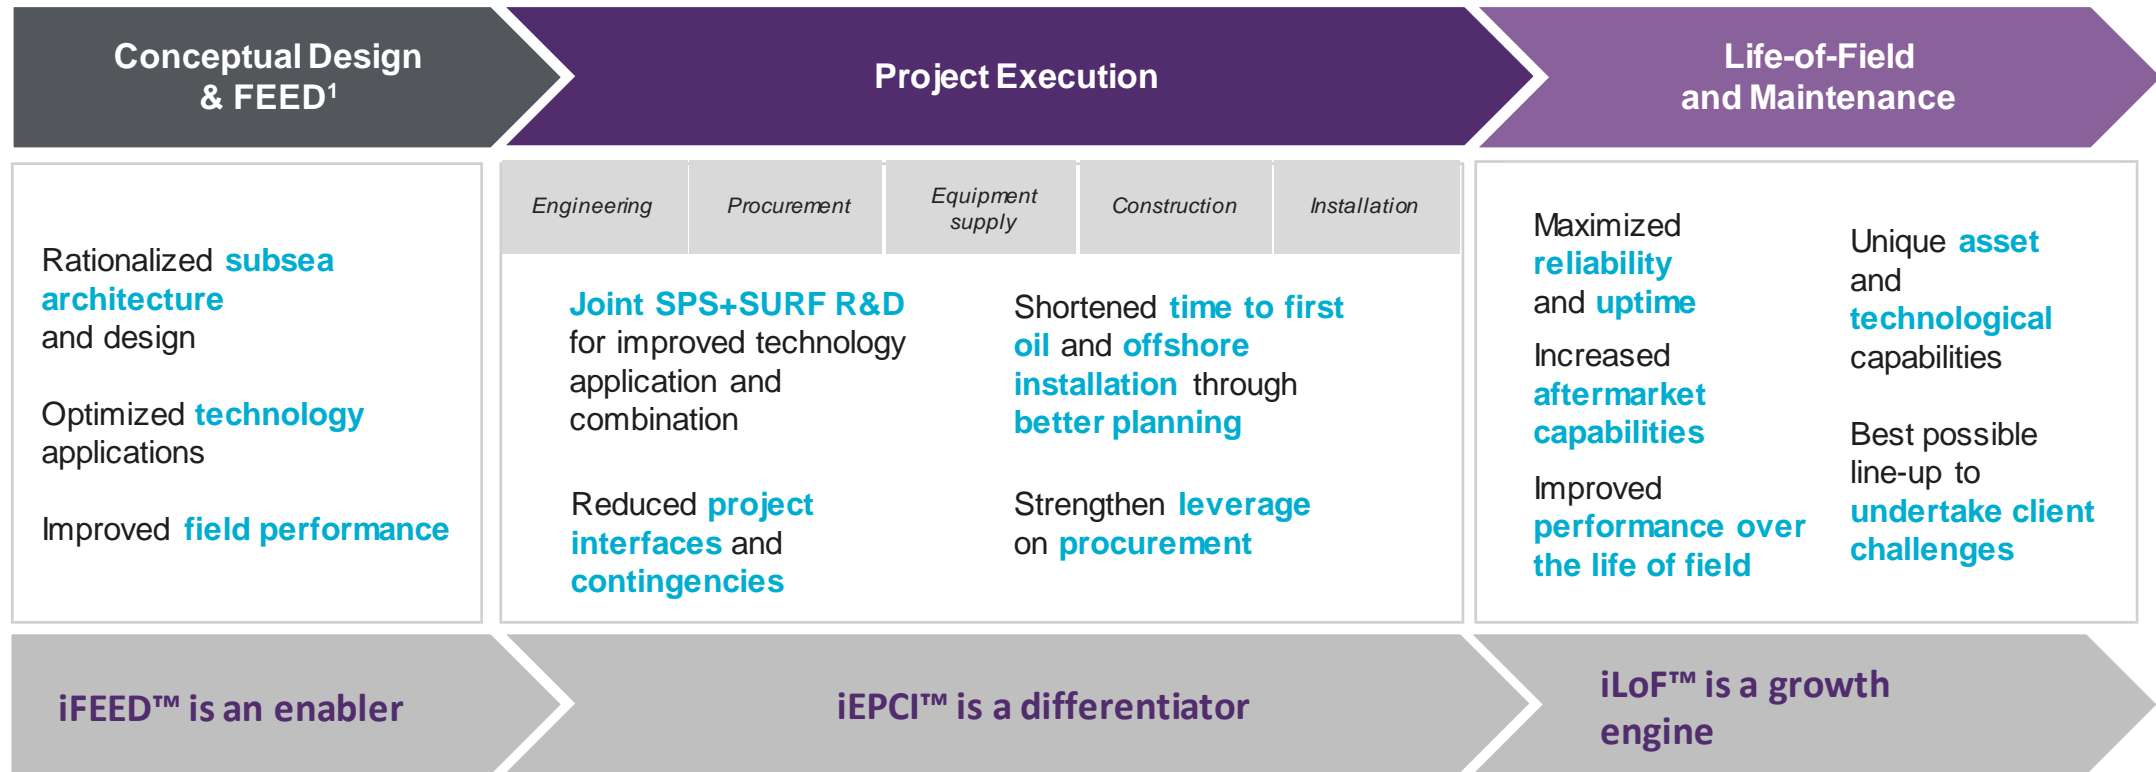 Conceptual Design
& FEED¹
Project Execution
Life-of-Field
and Maintenance
Rationalized subsea
architecture
and design
Optimized technology
applications
Improved field performance
Engineering
Procurement
Equipment
supply
Construction
Installation
Joint SPS+SURF R&D
for improved technology
application and
combination
Reduced project
interfaces and
contingencies
Shortened time to first
oil and offshore
installation through
better planning
Strengthen leverage
on procurement
Maximized
reliability
and uptime
Increased
aftermarket
capabilities
Improved
performance over
the life of field
Unique asset
and
technological
capabilities
Best possible
line-up to
undertake client
challenges
iFEED™ is an enabler
iEPCI™ is a differentiator
iLoF™ is a growth
engine